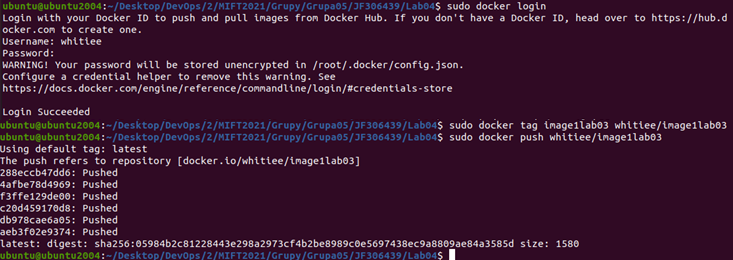 ubuntu@ubuntu2004:~/Desktop/DevOps/2/MIFT2021/Grupy/Grupa05/JF306439/Lab04$ sudo docker login
Login with your Docker ID to push and pull images from Docker Hub. If you don't have a Docker ID, head over to https://hub.d
ocker.com to create one.
Username: whitiee
Password:
WARNING! Your password will be stored unencrypted in /root/.docker/config.json.
Configure a credential helper to remove this warning. See
https://docs.docker.com/engine/reference/commandline/login/#credentials-store
Login Succeeded
ubuntu@ubuntu2004:~/Desktop/DevOps/2/MIFT2021/Grupy/Grupa05/JF306439/Lab04$ sudo docker tag image1lab03 whitiee/image1lab03
ubuntu@ubuntu2004:~/Desktop/DevOps/2/MIFT2021/Grupy/Grupa05/JF306439/Lab04$ sudo docker push whitiee/image1lab03
Using default tag: latest
The push refers to repository [docker.io/whitiee/image1lab03]
288eccb47dd6: Pushed
4afbe78d4969: Pushed
f3ffe129de00: Pushed
c20d459170d8: Pushed
db978cae6a05: Pushed
aeb3f02e9374: Pushed
latest: digest: sha256:05984b2c81228443e298a2973cf4b2be8989c0e5697438ec9a8809ae84a3585d size: 1580
ubuntu@ubuntu2004:~/Desktop/DevOps/2/MIFT2021/Grupy/Grupa05/JF306439/Lab04$